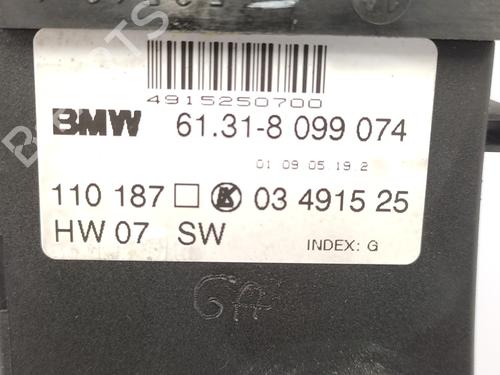 4915250700
BMW 61.31-8 099 074
01 09 05 19 2
110 187 □ 03 4915 25
HW 07 SW INDEX: G
GA